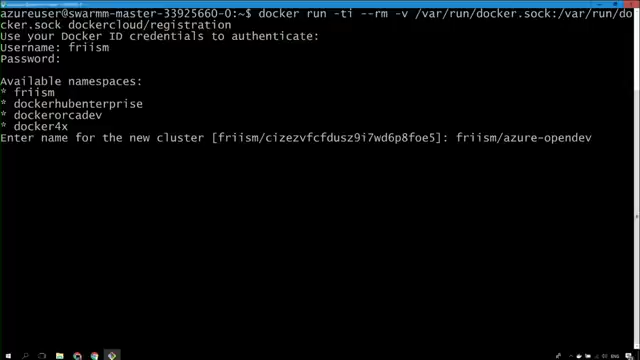 azureuser@swarmm-master-33925660-0:~$ docker run -ti --rm -v /var/run/docker.sock:/var/run/do
cker.sock dockercloud/registration
Use your Docker ID credentials to authenticate:
Username: friism
Password:
Available namespaces:
* friism
* dockerhubenterprise
* dockerorcadev
* docker4x
Enter name for the new cluster [friism/cizezvfcfdusz9i7wd6p8foe5]: friism/azure-opendev